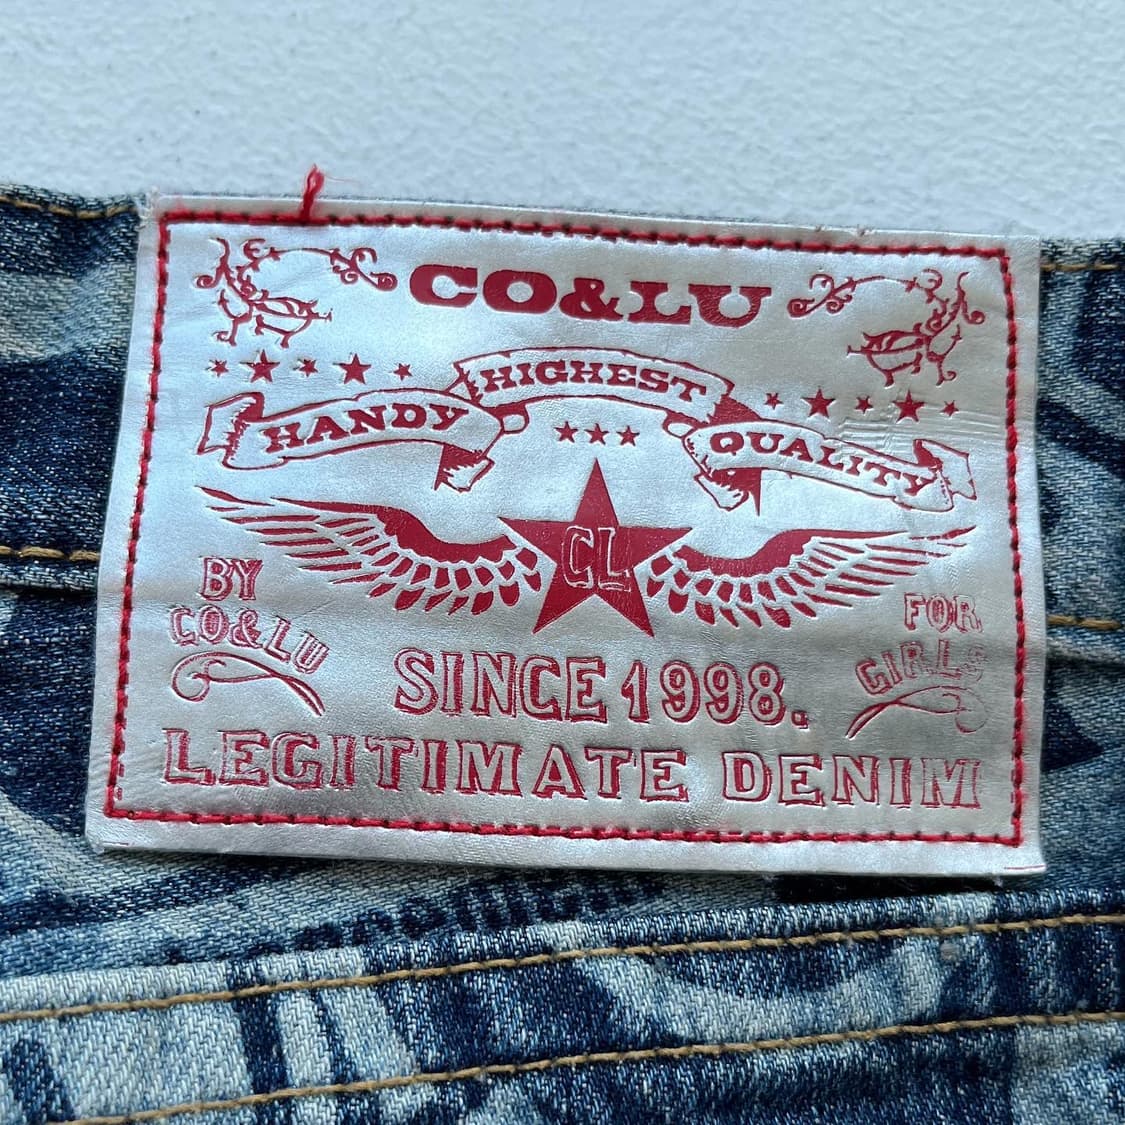 CO&LU
HANDY HIGHEST QUALITY
CL
BY
CO&LU
FOR
GIRLS
SINCE 1998.
LEGITIMATE DENIM